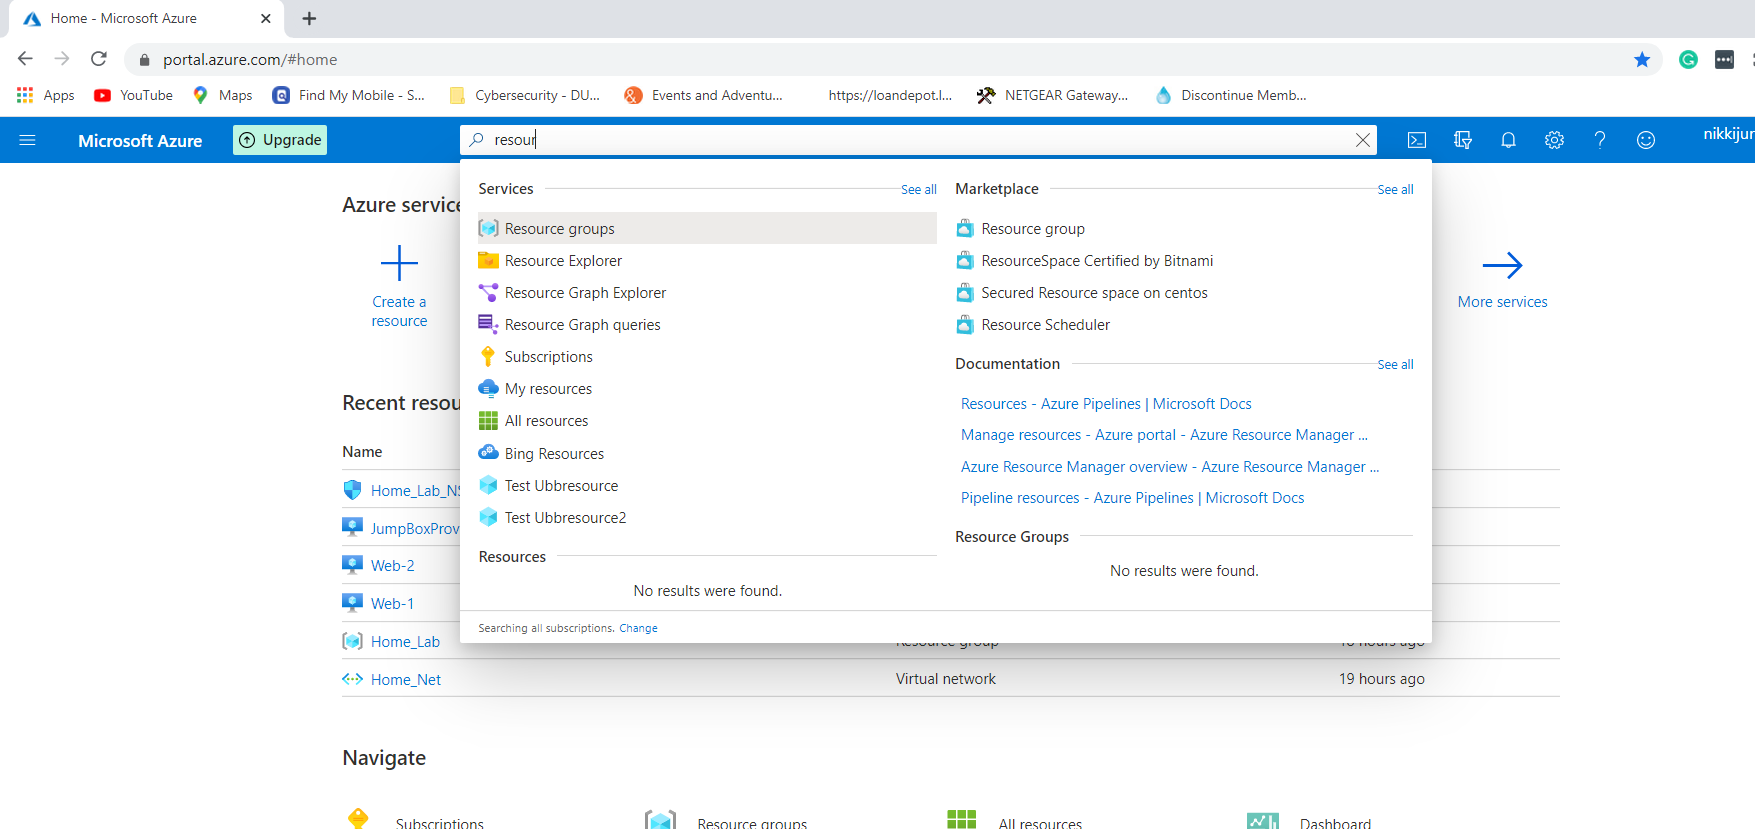 Home - Microsoft Azure
portal.azure.com/#home
Apps YouTube Maps Find My Mobile - S... Cybersecurity - DU... Events and Adventu... https://loandepot.l... NETGEAR Gateway... Discontinue Memb...
Microsoft Azure Upgrade resour nikkijur
Azure service
Create a
resource
More services
Services See all
Resource groups
Resource Explorer
Resource Graph Explorer
Resource Graph queries
Subscriptions
My resources
All resources
Bing Resources
Test Ubbresource
Test Ubbresource2
Resources
No results were found.
Marketplace See all
Resource group
ResourceSpace Certified by Bitnami
Secured Resource space on centos
Resource Scheduler
Documentation See all
Resources - Azure Pipelines | Microsoft Docs
Manage resources - Azure portal - Azure Resource Manager ...
Azure Resource Manager overview - Azure Resource Manager ...
Pipeline resources - Azure Pipelines | Microsoft Docs
Resource Groups
No results were found.
Searching all subscriptions. Change
Recent resou
Name
Home_Lab_NS
JumpBoxProv
Web-2
Web-1
Home_Lab Resource group 18 hours ago
Home_Net Virtual network 19 hours ago
Navigate
Subscriptions Resource groups All resources Dashboard